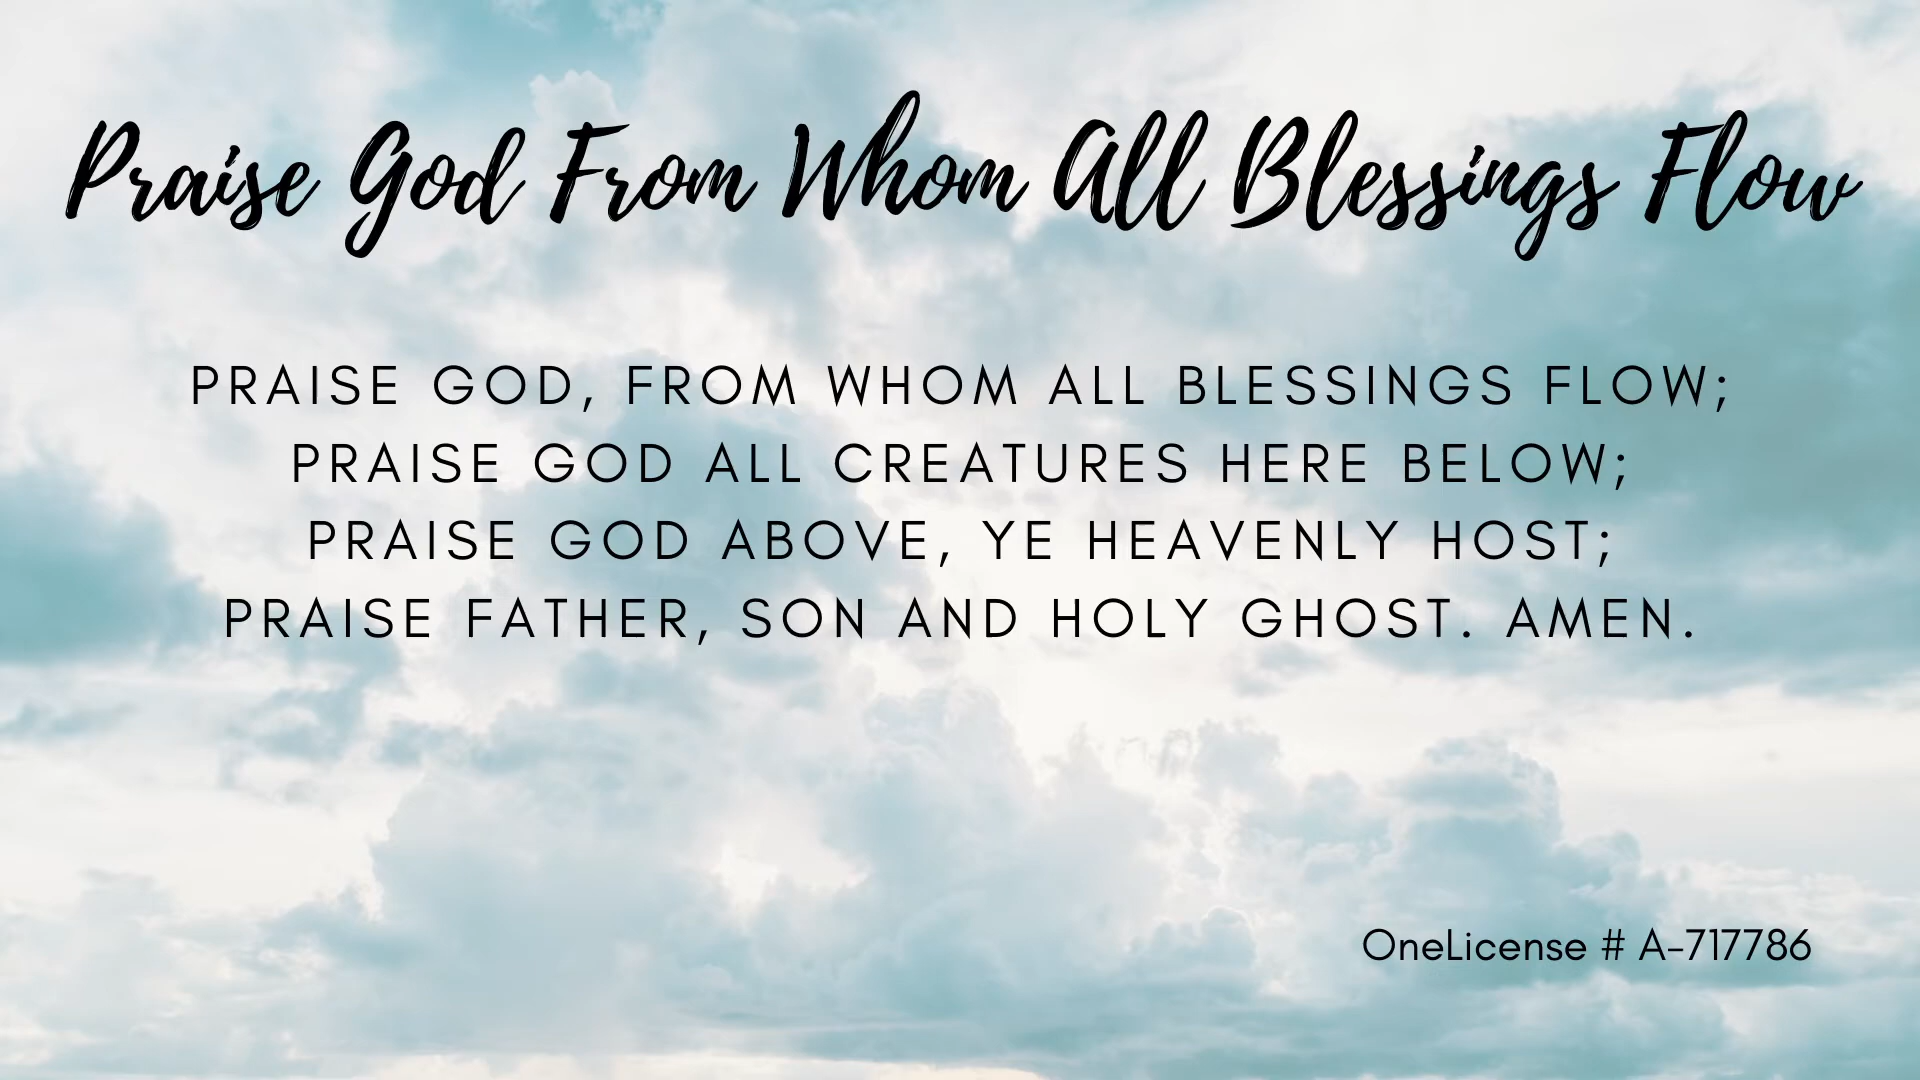 Praise God From Whom All Blessings Flow
PRAISE GOD, FROM WHOM ALL BLESSINGS FLOW;
PRAISE GOD ALL CREATURES HERE BELOW;
PRAISE GOD ABOVE, YE HEAVENLY HOST;
PRAISE FATHER, SON AND HOLY GHOST. AMEN.
OneLicense # A-717786